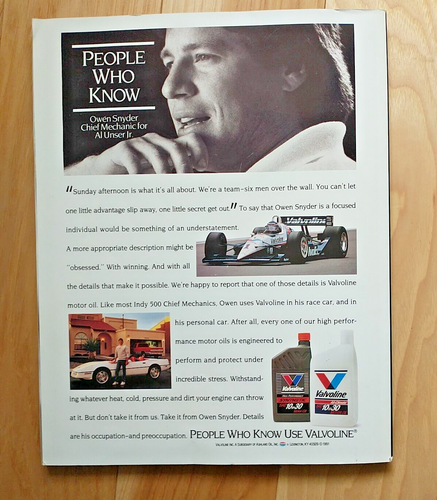 PEOPLE
WHO
KNOW
Owen Snyder
Chief Mechanic for
Al Unser Jr.
"Sunday afternoon is what it's all about. We're a team-six men over the wall. You can't let
one little advantage slip away, one little secret get out." To say that Owen Snyder is a focused
individual would be something of an understatement.
A more appropriate description might be
"obsessed." With winning. And with all
the details that make it possible. We're happy to report that one of those details is Valvoline
motor oil. Like most Indy 500 Chief Mechanics, Owen uses Valvoline in his race car, and in
his personal car. After all, every one of our high perfor-
mance motor oils is engineered to
perform and protect under
incredible stress. Withstand-
ing whatever heat, cold, pressure and dirt your engine can throw
at it. But don't take it from us. Take it from Owen Snyder. Details
are his occupation-and preoccupation. PEOPLE WHO KNOW USE VALVOLINE®
Valvoline
Valvoline
10W30
Valvoline
10W30